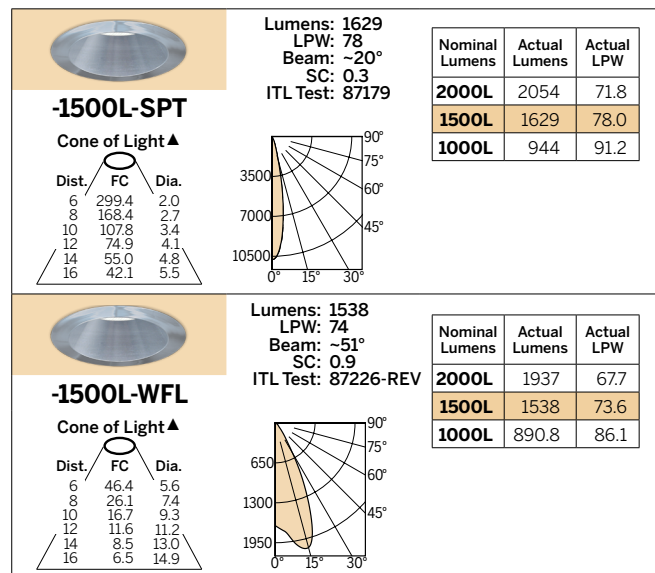 Lumens: 1629
LPW: 78
Beam: ~20°
SC: 0.3
ITL Test: 87179
-1500L-SPT
Cone of Light▲
Dist. FC Dia.
6 299.4 2.0
8 168.4 2.7
10 107.8 3.4
12 74.9 4.1
14 55.0 4.8
16 42.1 5.5
90°
75°
60°
45°
3500
7000
10500
0° 15° 30°
Nominal Lumens Actual Lumens Actual LPW
2000L 2054 71.8
1500L 1629 78.0
1000L 944 91.2
Lumens: 1538
LPW: 74
Beam: ~51°
SC: 0.9
ITL Test: 87226-REV
-1500L-WFL
Cone of Light▲
Dist. FC Dia.
6 46.4 5.6
8 26.1 7.4
10 16.7 9.3
12 11.6 11.2
14 8.5 13.0
16 6.5 14.9
90°
75°
60°
45°
650
1300
1950
0° 15° 30°
Nominal Lumens Actual Lumens Actual LPW
2000L 1937 67.7
1500L 1538 73.6
1000L 890.8 86.1